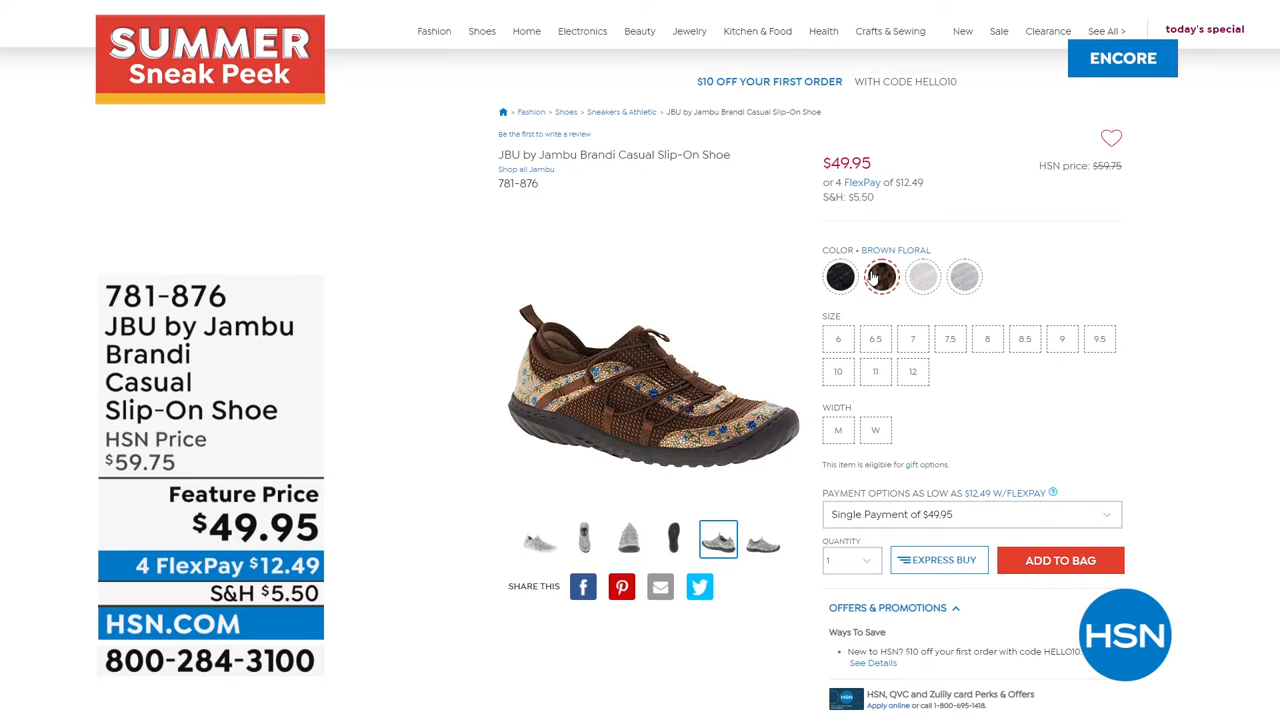 SUMMER
Sneak Peek
Fashion Shoes Home Electronics Beauty Jewelry Kitchen & Food Health Crafts & Sewing New Sale Clearance See All > today's special
ENCORE
$10 OFF YOUR FIRST ORDER WITH CODE HELLO10
> Fashion > Shoes > Sneakers & Athletic > JBU by Jambu Brandi Casual Slip-On Shoe
Be the first to write a review
JBU by Jambu Brandi Casual Slip-On Shoe
Shop all Jambu
781-876
$49.95
HSN price: $59.75
or 4 FlexPay of $12.49
S&H: $5.50
COLOR • BROWN FLORAL
SIZE
6 6.5 7 7.5 8 8.5 9 9.5
10 11 12
WIDTH
M W
This item is eligible for gift options.
PAYMENT OPTIONS AS LOW AS $12.49 W/FLEXPAY ?
Single Payment of $49.95
QUANTITY
1
EXPRESS BUY
ADD TO BAG
SHARE THIS
OFFERS & PROMOTIONS
Ways To Save
• New to HSN? $10 off your first order with code HELLO10.
See Details
HSN, QVC and Zulily card Perks & Offers
Apply online or call 1-800-695-1418.
781-876
JBU by Jambu
Brandi
Casual
Slip-On Shoe
HSN Price
$59.75
Feature Price
$49.95
4 FlexPay $12.49
S&H $5.50
HSN.COM
800-284-3100
HSN